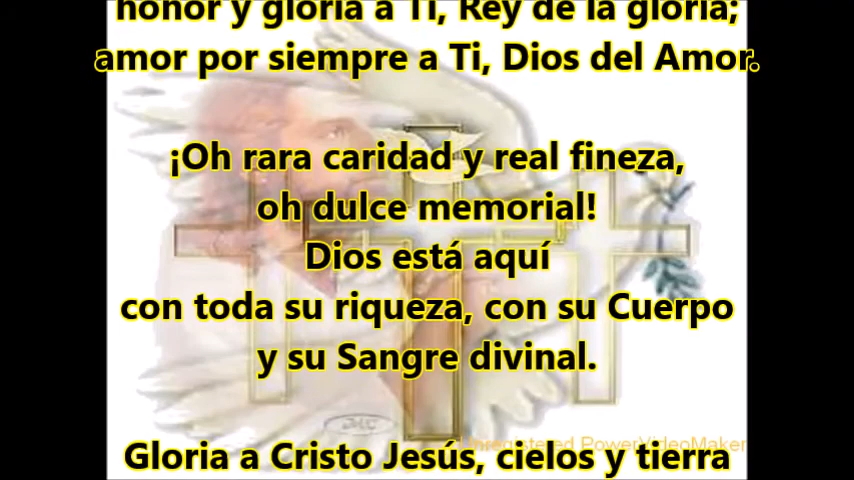 honor y gloria a Ti, Rey de la gloria;
amor por siempre a Ti, Dios del Amor.
¡Oh rara caridad y real fineza,
oh dulce memorial!
Dios está aquí
con toda su riqueza, con su Cuerpo
y su Sangre divinal.
Unregistered PowerVideoMaker
Gloria a Cristo Jesús, cielos y tierra